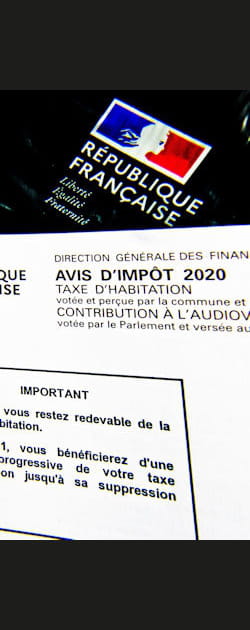 RÉPUBLIQUE
FRANÇAISE
Liberté
Égalité
Fraternité
DIRECTION GÉNÉRALE DES FINAN
QUE
ISE
AVIS D'IMPÔT 2020
TAXE D'HABITATION
votée et perçue par la commune et
CONTRIBUTION À L'AUDIOV
votée par le Parlement et versée au
IMPORTANT
vous restez redevable de la
bitation.
1, vous bénéficierez d'une
progressive de votre taxe
on jusqu'à sa suppression